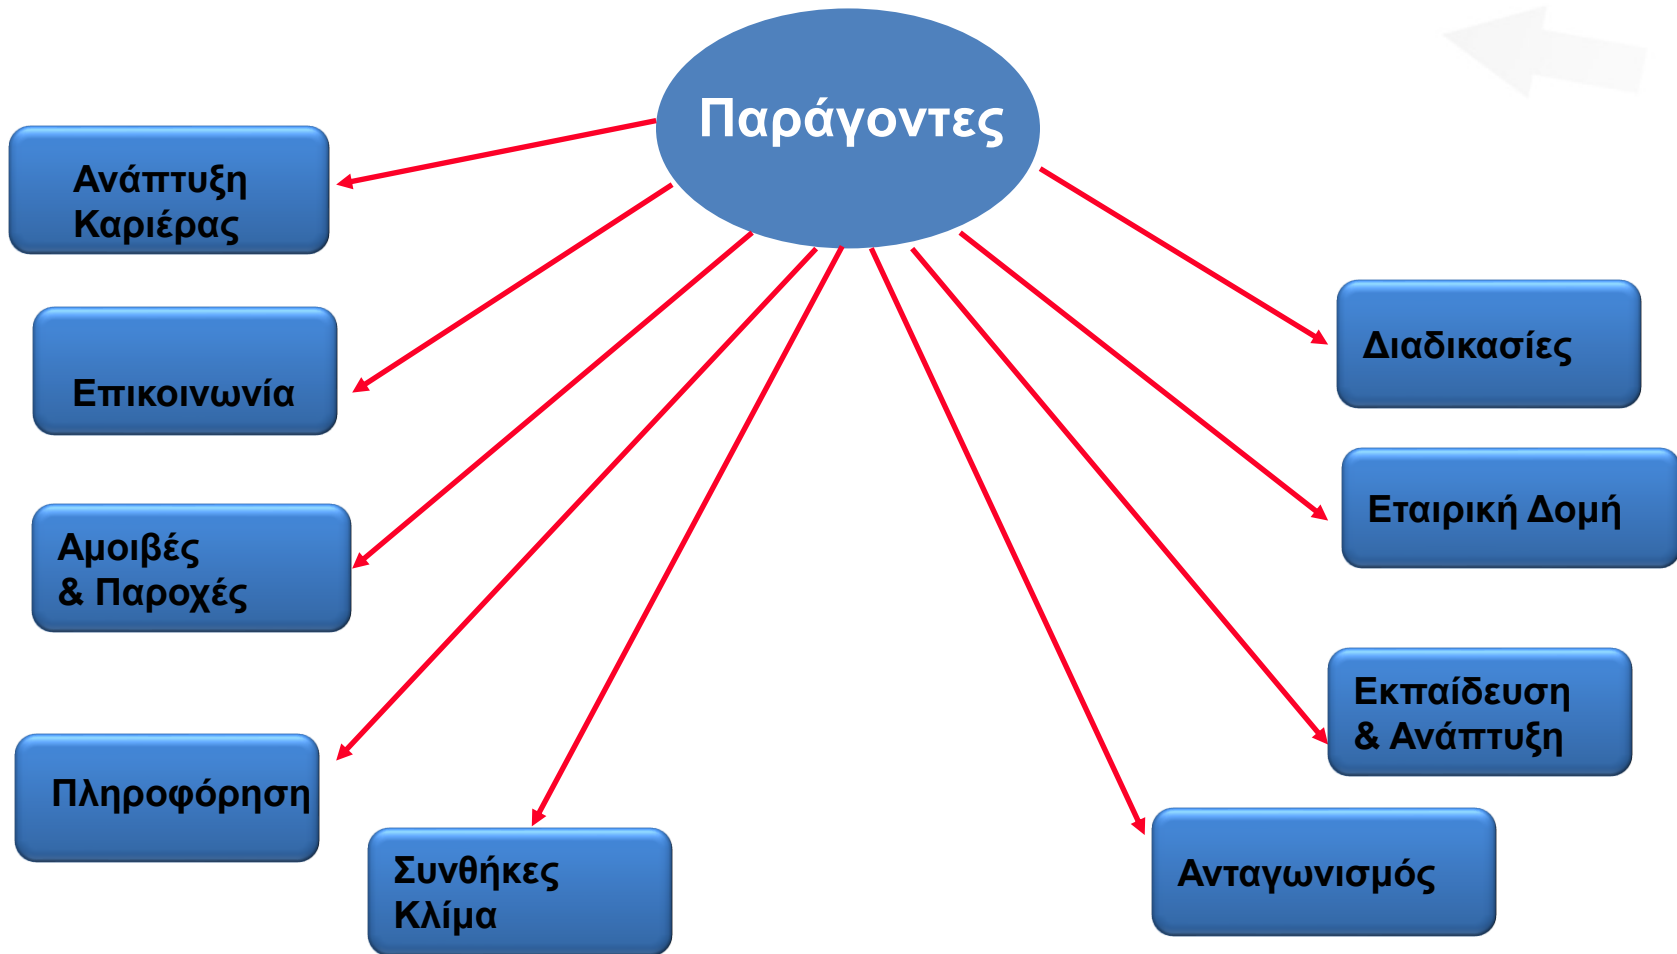 Παράγοντες
Ανάπτυξη
Καριέρας
Επικοινωνία
Αμοιβές
& Παροχές
Πληροφόρηση
Συνθήκες
Κλίμα
Διαδικασίες
Εταιρική Δομή
Εκπαίδευση
& Ανάπτυξη
Ανταγωνισμός